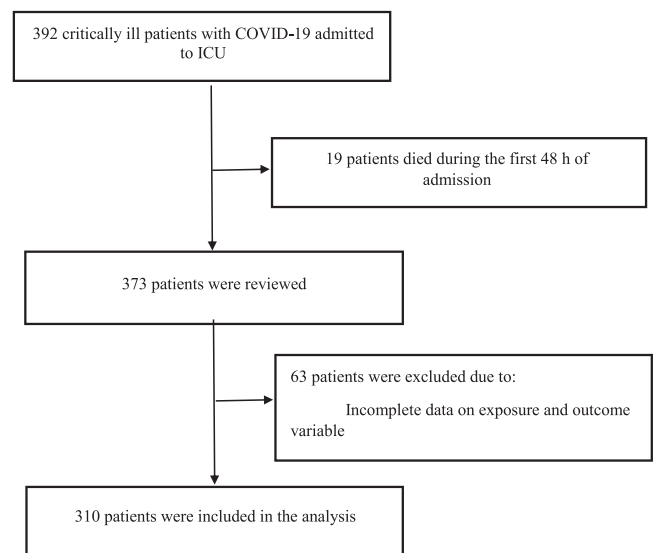 392 critically ill patients with COVID-19 admitted
to ICU
19 patients died during the first 48 h of
admission
373 patients were reviewed
63 patients were excluded due to:
Incomplete data on exposure and outcome
variable
310 patients were included in the analysis